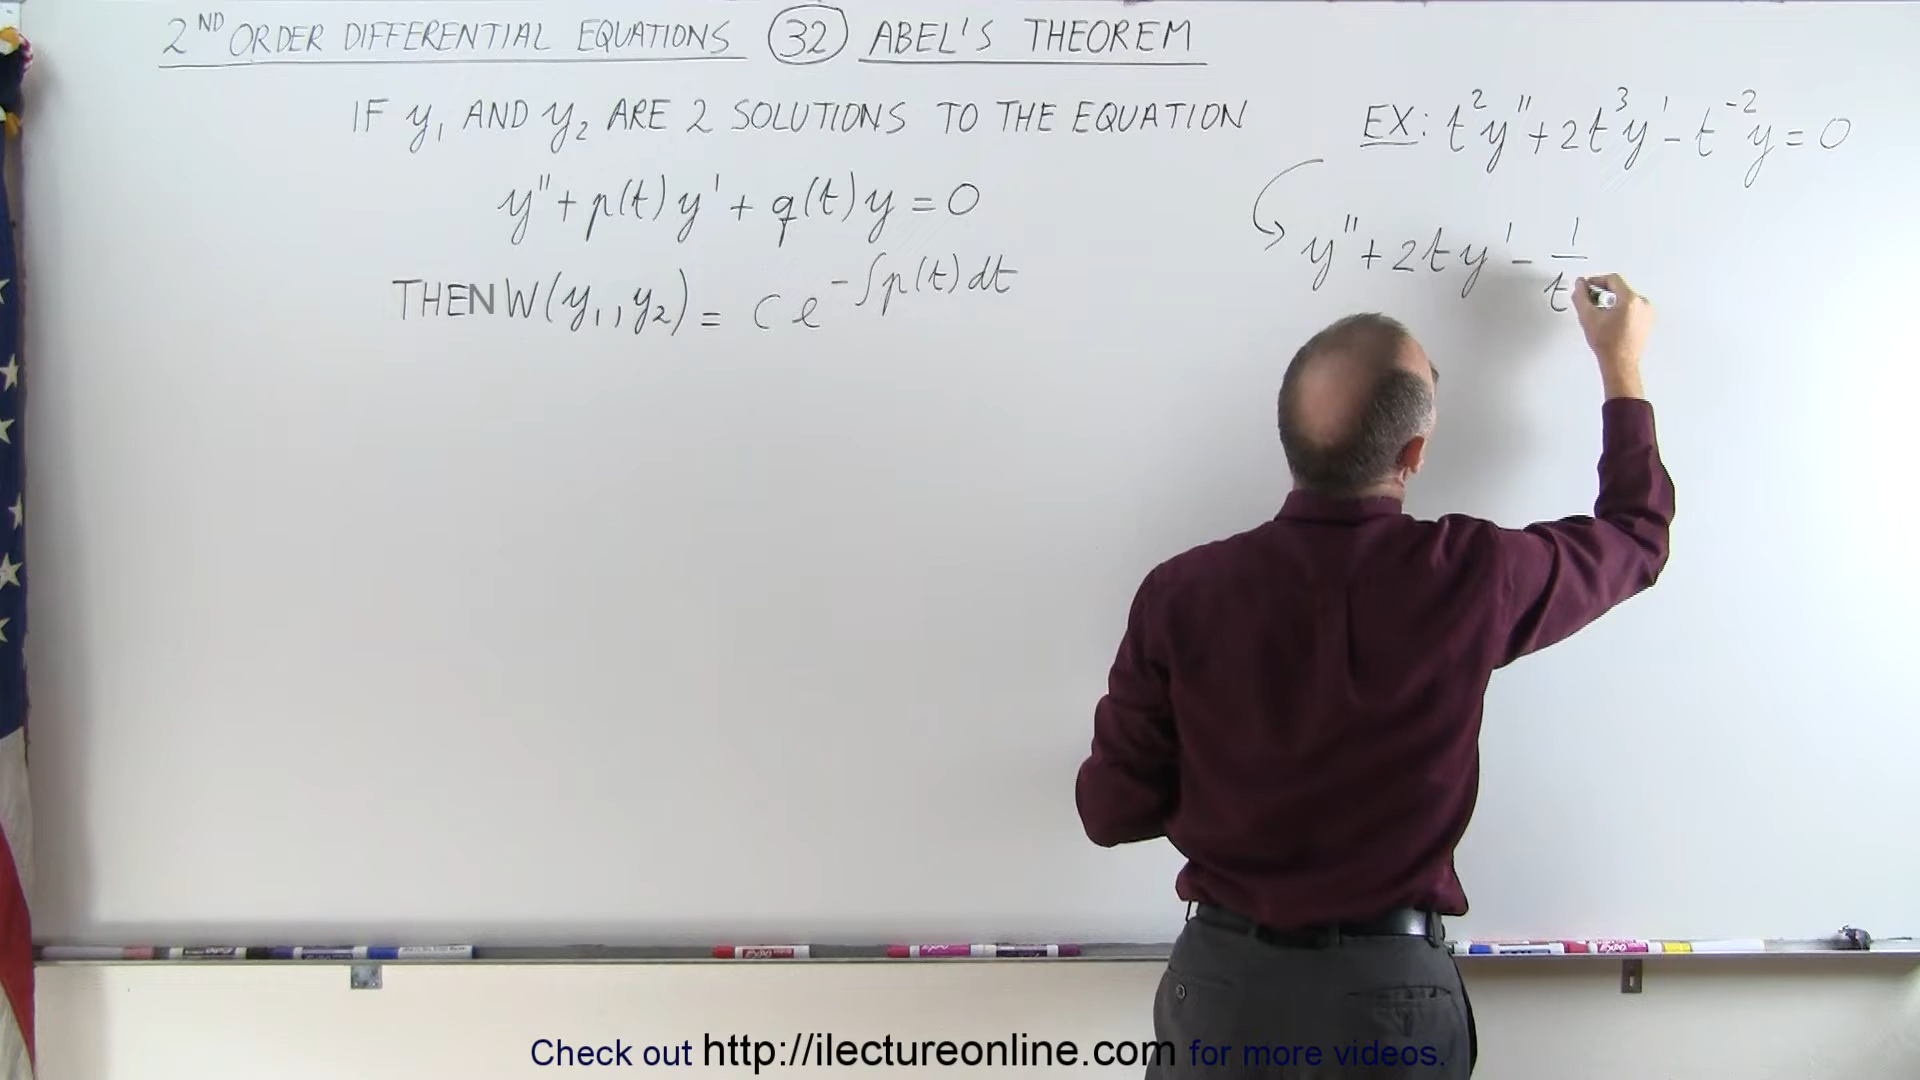 2ND ORDER DIFFERENTIAL EQUATIONS 32 ABEL'S THEOREM
IF y₁ AND y₂ ARE 2 SOLUTIONS TO THE EQUATION
y'' + p(t) y' + q(t) y = 0
THEN W(y₁, y₂) = C e^(-∫p(t) dt)
EX: t²y'' + 2t³y' - t⁻²y = 0
y'' + 2ty' - 1/t
Check out http://ilectureonline.com for more videos.